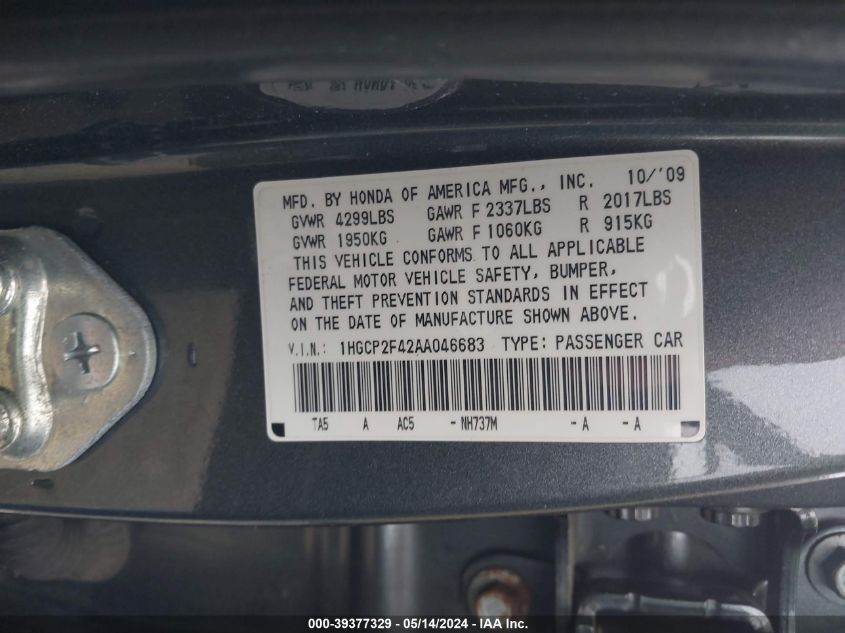 MFD. BY HONDA OF AMERICA MFG., INC. 10/'09
GVWR 4299LBS GAWR F 2337LBS R 2017LBS
GVWR 1950KG GAWR F 1060KG R 915KG
THIS VEHICLE CONFORMS TO ALL APPLICABLE
FEDERAL MOTOR VEHICLE SAFETY, BUMPER,
AND THEFT PREVENTION STANDARDS IN EFFECT
ON THE DATE OF MANUFACTURE SHOWN ABOVE.
V.I.N.: 1HGCP2F42AA046683 TYPE: PASSENGER CAR
TA5 A AC5 -NH737M -A -A
000-39377329 — 05/14/2024 — NEW - IMAGE